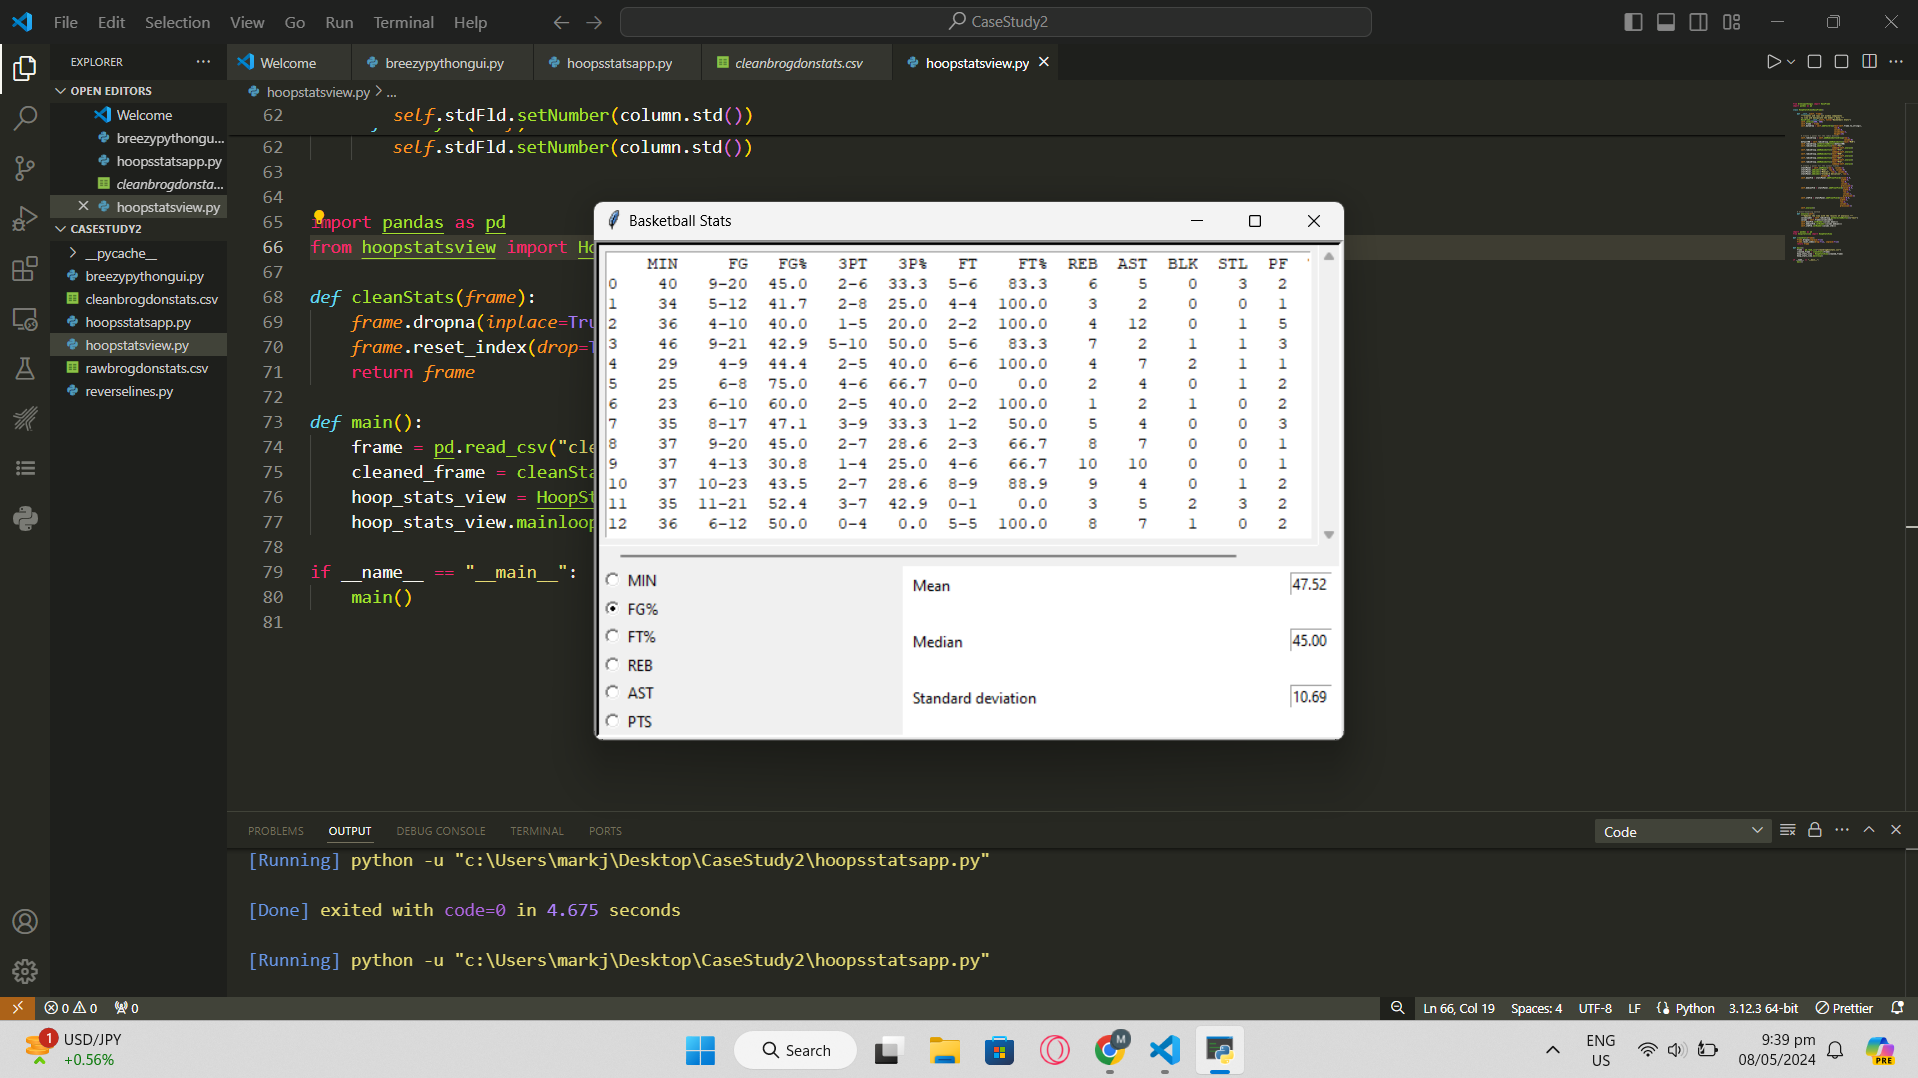 File Edit Selection View Go Run Terminal Help
CaseStudy2
EXPLORER
Welcome
breezypythongui.py
hoopsstatsapp.py
cleanbrogdonstats.csv
hoopstatsview.py
OPEN EDITORS
Welcome
breezypythongu...
hoopsstatsapp.py
cleanbrogdonsta...
hoopstatsview.py
CASESTUDY2
__pycache__
breezypythongui.py
cleanbrogdonstats.csv
hoopsstatsapp.py
hoopstatsview.py
rawbrogdonstats.csv
reverselines.py
hoopstatsview.py > ...
62 self.stdFld.setNumber(column.std())
62 self.stdFld.setNumber(column.std())
63
64
65 import pandas as pd
66 from hoopstatsview import Ho
67
68 def cleanStats(frame):
69 frame.dropna(inplace=Tru
70 frame.reset_index(drop=T
71 return frame
72
73 def main():
74 frame = pd.read_csv("cle
75 cleaned_frame = cleanSta
76 hoop_stats_view = HoopSt
77 hoop_stats_view.mainloop
78
79 if __name__ == "__main__":
80 main()
81
Basketball Stats
MIN FG FG% 3PT 3P% FT FT% REB AST BLK STL PF
0 40 9-20 45.0 2-6 33.3 5-6 83.3 6 5 0 3 2
1 34 5-12 41.7 2-8 25.0 4-4 100.0 3 2 0 0 1
2 36 4-10 40.0 1-5 20.0 2-2 100.0 4 12 0 1 5
3 46 9-21 42.9 5-10 50.0 5-6 83.3 7 2 1 1 3
4 29 4-9 44.4 2-5 40.0 6-6 100.0 4 7 2 1 1
5 25 6-8 75.0 4-6 66.7 0-0 0.0 2 4 0 1 2
6 23 6-10 60.0 2-5 40.0 2-2 100.0 1 2 1 0 2
7 35 8-17 47.1 3-9 33.3 1-2 50.0 5 4 0 0 3
8 37 9-20 45.0 2-7 28.6 2-3 66.7 8 7 0 0 1
9 37 4-13 30.8 1-4 25.0 4-6 66.7 10 10 0 0 1
10 37 10-23 43.5 2-7 28.6 8-9 88.9 9 4 0 1 2
11 35 11-21 52.4 3-7 42.9 0-1 0.0 3 5 2 3 2
12 36 6-12 50.0 0-4 0.0 5-5 100.0 8 7 1 0 2
MIN
FG%
FT%
REB
AST
PTS
Mean 47.52
Median 45.00
Standard deviation 10.69
PROBLEMS OUTPUT DEBUG CONSOLE TERMINAL PORTS
Code
[Running] python -u "c:\Users\markj\Desktop\CaseStudy2\hoopsstatsapp.py"
[Done] exited with code=0 in 4.675 seconds
[Running] python -u "c:\Users\markj\Desktop\CaseStudy2\hoopsstatsapp.py"
0 0 0
Ln 66, Col 19 Spaces: 4 UTF-8 LF Python 3.12.3 64-bit Prettier
1
USD/JPY
+0.56%
Search
M
ENG
US
9:39 pm
08/05/2024
PRE